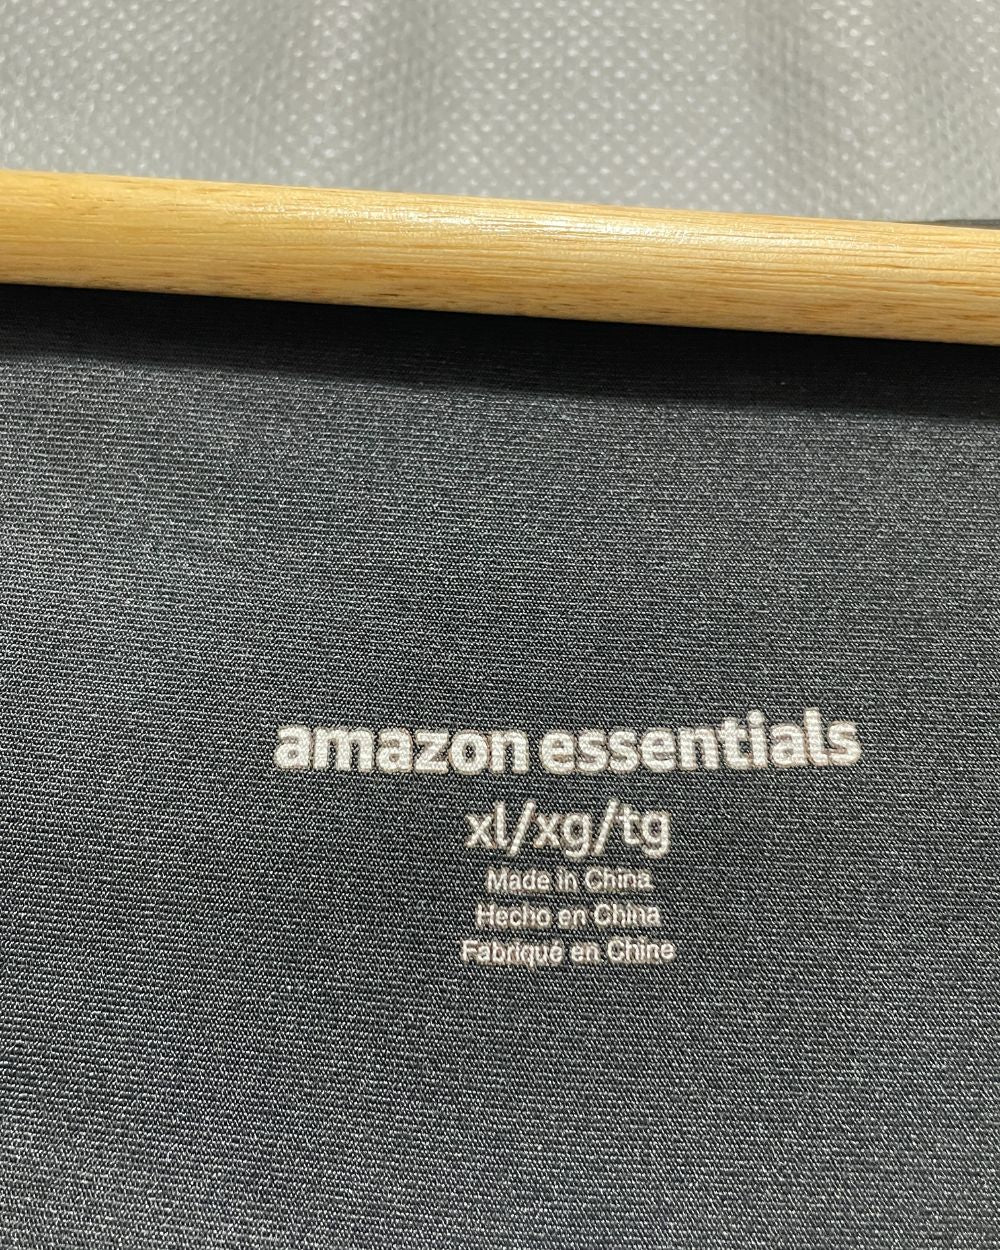 amazon essentials
xl/xg/tg
Made in China
Hecho en China
Fabriqué en Chine